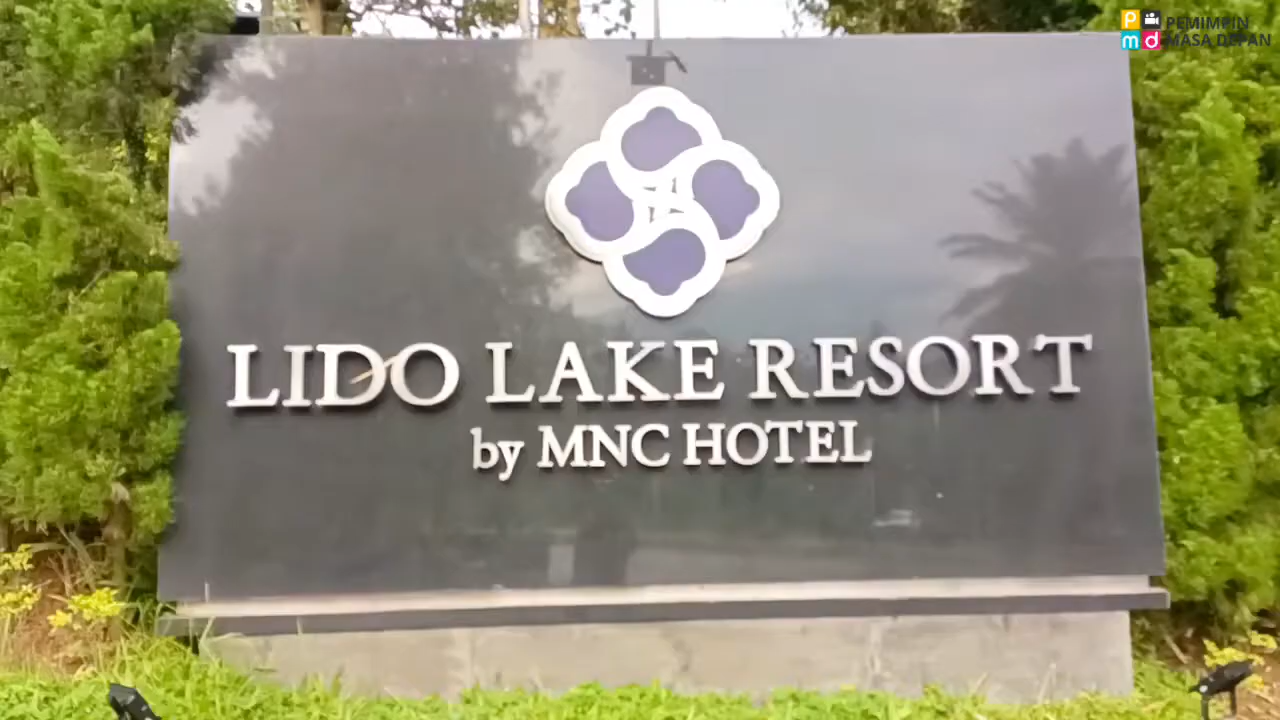 P m d PEMIMPIN
MASA DEPAN
LIDO LAKE RESORT
by MNC HOTEL